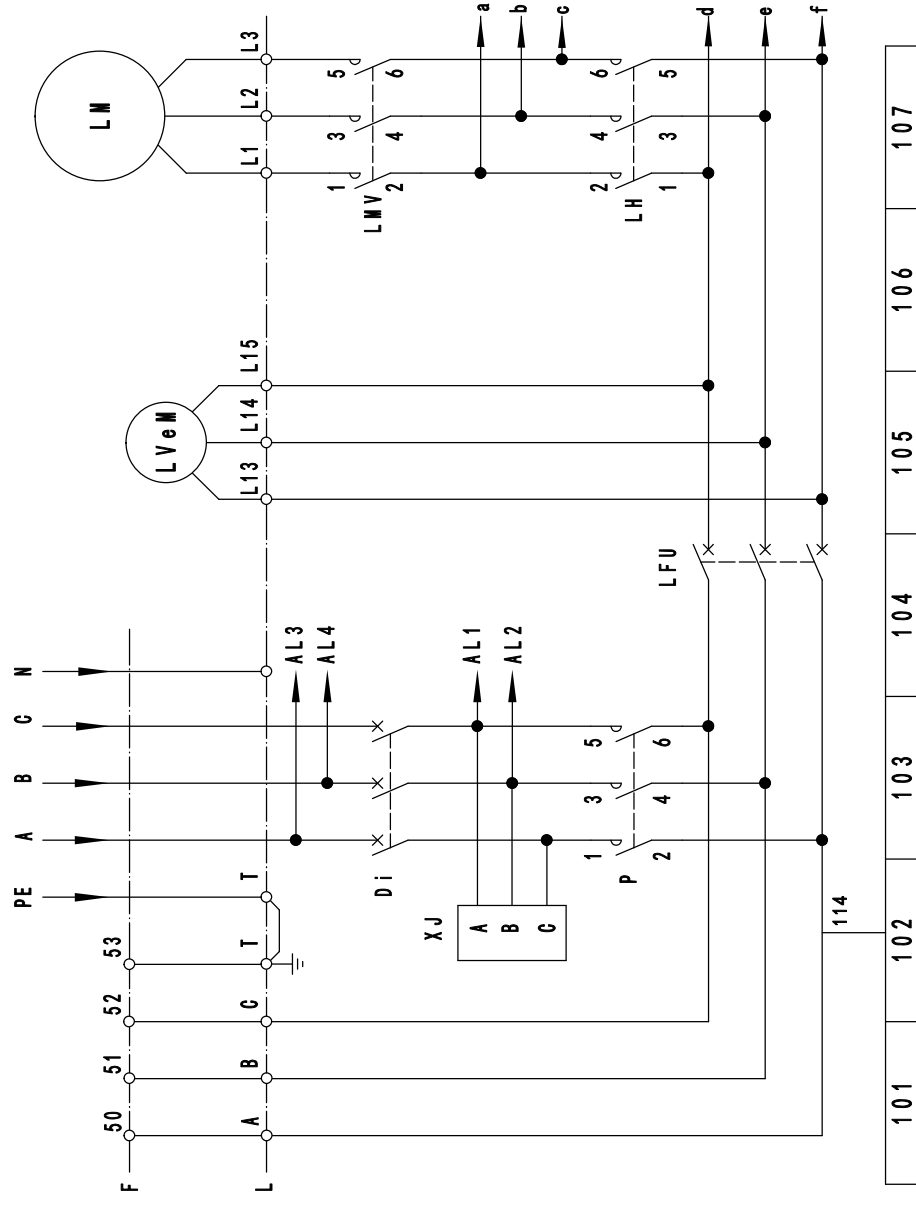 PE A B C N
50 51 52 53
F
A B C T T L13 L14 L15 L1 L2 L3
L
LVeM
LM
AL3
AL4
Di
XJ
A
B
C
AL1
AL2
1 3 5
P
2 4 6
LFU
1 3 5
LMV
2 4 6
a
b
c
2 4 6
LH
1 3 5
d
e
f
114
101 102 103 104 105 106 107